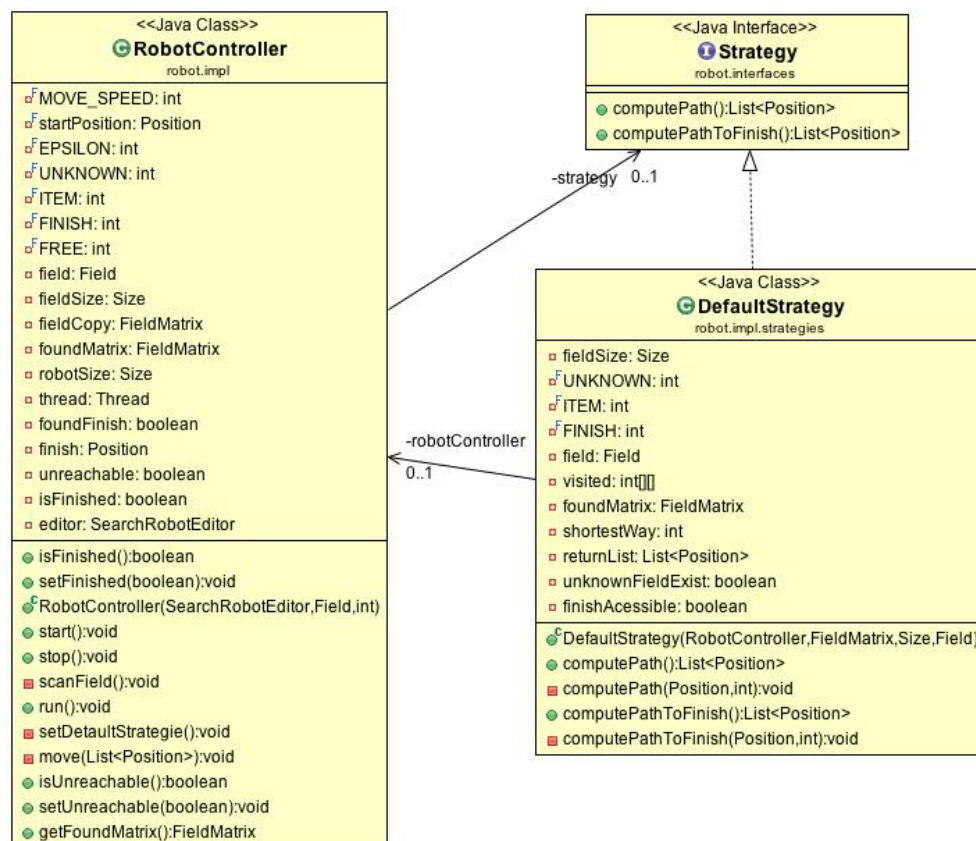 <<Java Class>>
RobotController
robot.impl
MOVE_SPEED: int
startPosition: Position
EPSILON: int
UNKNOWN: int
ITEM: int
FINISH: int
FREE: int
field: Field
fieldSize: Size
fieldCopy: FieldMatrix
foundMatrix: FieldMatrix
robotSize: Size
thread: Thread
foundFinish: boolean
finish: Position
unreachable: boolean
isFinished: boolean
editor: SearchRobotEditor
isFinished():boolean
setFinished(boolean):void
RobotController(SearchRobotEditor,Field,int)
start():void
stop():void
scanField():void
run():void
setDetaultStrategie():void
move(List<Position>):void
isUnreachable():boolean
setUnreachable(boolean):void
getFoundMatrix():FieldMatrix
-strategy 0..1
<<Java Interface>>
Strategy
robot.interfaces
computePath():List<Position>
computePathToFinish():List<Position>
-robotController
0..1
<<Java Class>>
DefaultStrategy
robot.impl.strategies
fieldSize: Size
UNKNOWN: int
ITEM: int
FINISH: int
field: Field
visited: int[][]
foundMatrix: FieldMatrix
shortestWay: int
returnList: List<Position>
unknownFieldExist: boolean
finishAcessible: boolean
DefaultStrategy(RobotController,FieldMatrix,Size,Field)
computePath():List<Position>
computePath(Position,int):void
computePathToFinish():List<Position>
computePathToFinish(Position,int):void